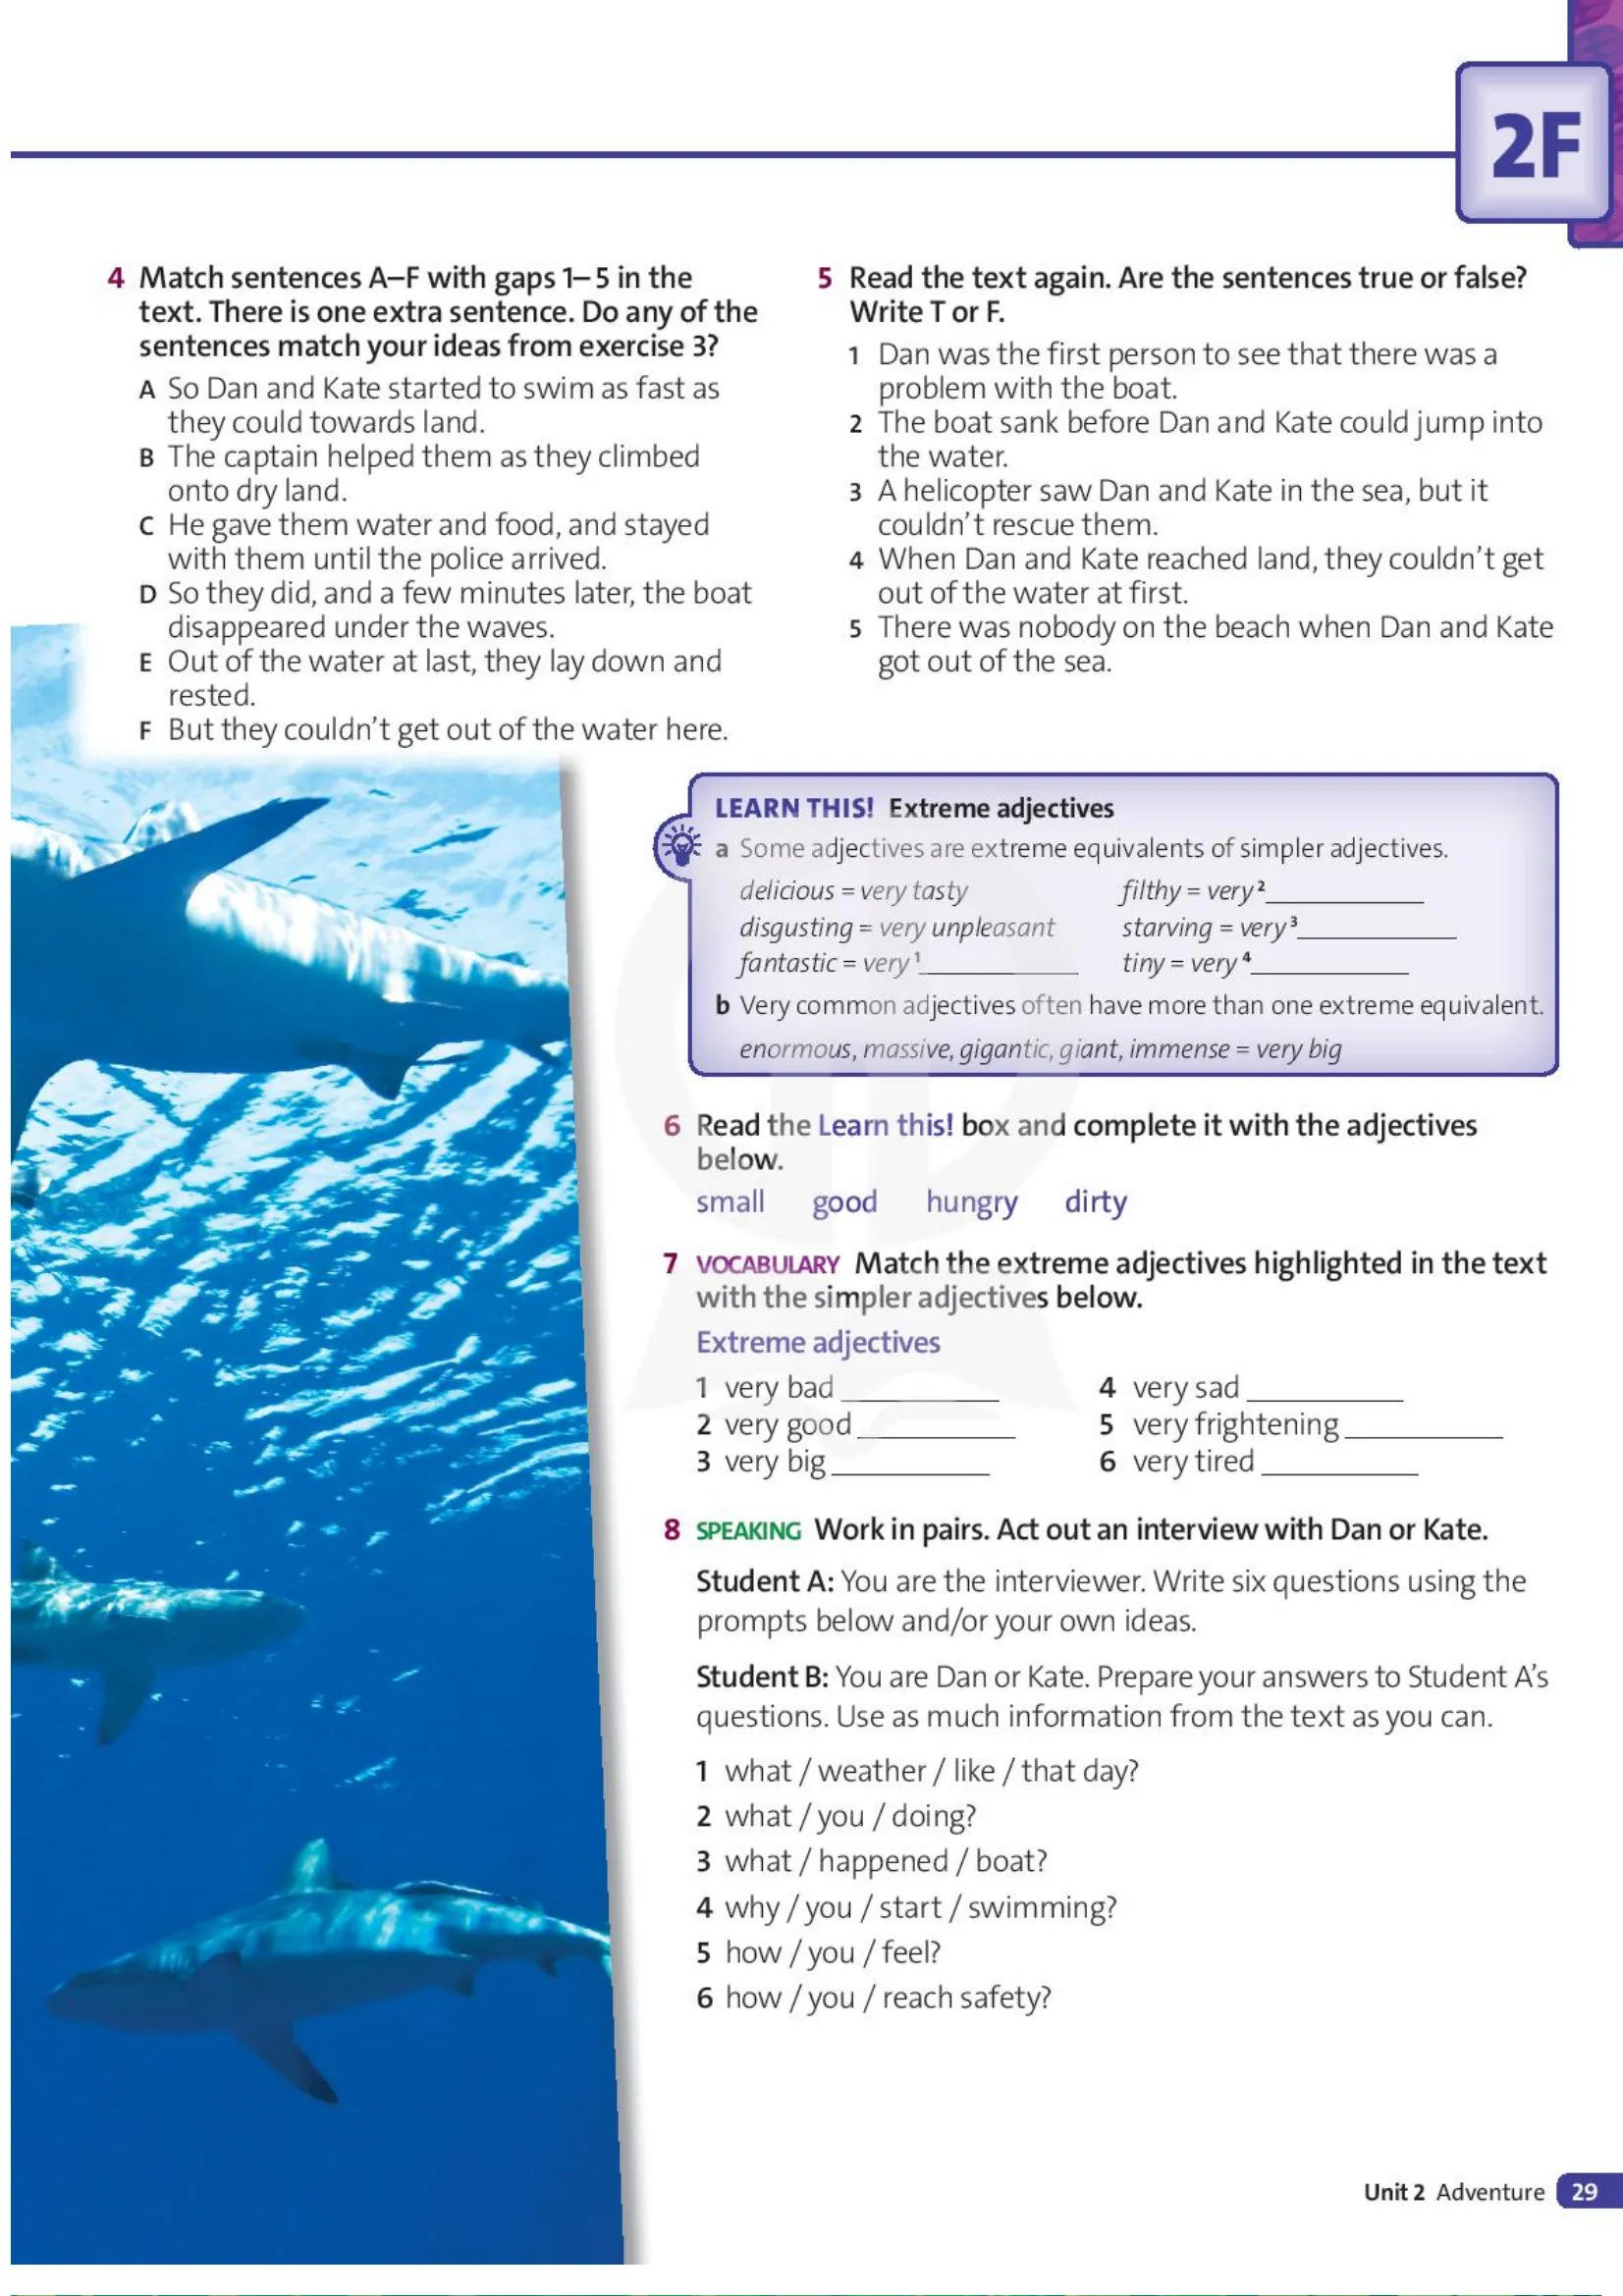 2F
4 Match sentences A–F with gaps 1–5 in the
text. There is one extra sentence. Do any of the
sentences match your ideas from exercise 3?
A So Dan and Kate started to swim as fast as
they could towards land.
B The captain helped them as they climbed
onto dry land.
C He gave them water and food, and stayed
with them until the police arrived.
D So they did, and a few minutes later, the boat
disappeared under the waves.
E Out of the water at last, they lay down and
rested.
F But they couldn't get out of the water here.
5 Read the text again. Are the sentences true or false?
Write T or F.
1 Dan was the first person to see that there was a
problem with the boat.
2 The boat sank before Dan and Kate could jump into
the water.
3 A helicopter saw Dan and Kate in the sea, but it
couldn't rescue them.
4 When Dan and Kate reached land, they couldn't get
out of the water at first.
5 There was nobody on the beach when Dan and Kate
got out of the sea.
LEARN THIS! Extreme adjectives
a Some adjectives are extreme equivalents of simpler adjectives.
delicious = very tasty
disgusting = very unpleasant
fantastic = very ¹____________
filthy = very ²____________
starving = very ³____________
tiny = very ⁴____________
b Very common adjectives often have more than one extreme equivalent.
enormous, massive, gigantic, giant, immense = very big
6 Read the Learn this! box and complete it with the adjectives
below.
small good hungry dirty
7 VOCABULARY Match the extreme adjectives highlighted in the text
with the simpler adjectives below.
Extreme adjectives
1 very bad ____________
2 very good ____________
3 very big ____________
4 very sad ____________
5 very frightening ____________
6 very tired ____________
8 SPEAKING Work in pairs. Act out an interview with Dan or Kate.
Student A: You are the interviewer. Write six questions using the
prompts below and/or your own ideas.
Student B: You are Dan or Kate. Prepare your answers to Student A's
questions. Use as much information from the text as you can.
1 what / weather / like / that day?
2 what / you / doing?
3 what / happened / boat?
4 why / you / start / swimming?
5 how / you / feel?
6 how / you / reach safety?
Unit 2 Adventure 29